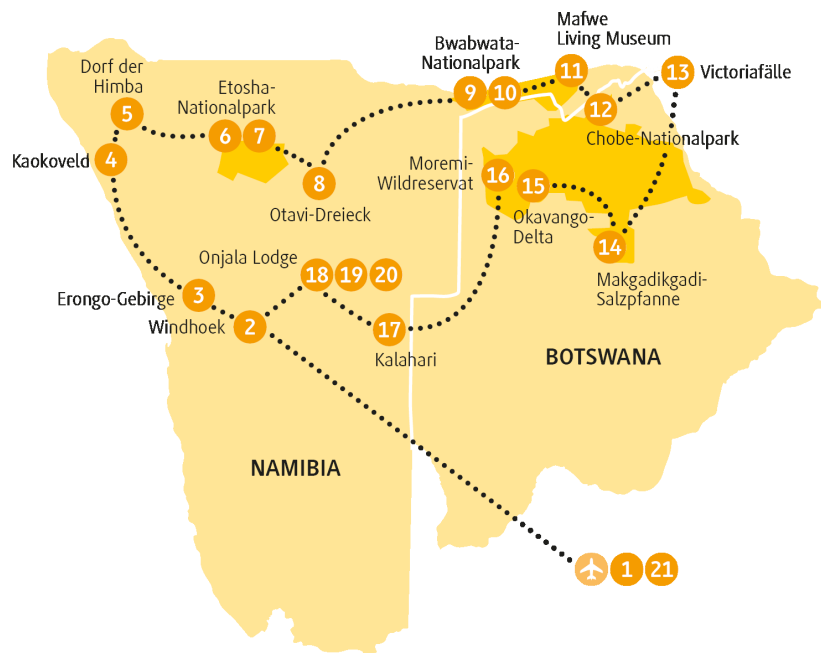 Mafwe
Living Museum
Bwabwata-
Nationalpark
11
13
Victoriafälle
9
10
12
Chobe-Nationalpark
Dorf der
Himba
5
Etosha-
Nationalpark
6
7
Kaokoveld
4
8
Otavi-Dreieck
Moremi-
Wildreservat
16
15
Okavango-
Delta
14
Makgadikgadi-
Salzpfanne
Onjala Lodge
18
19
20
Erongo-Gebirge
3
Windhoek
2
17
Kalahari
BOTSWANA
NAMIBIA
1
21